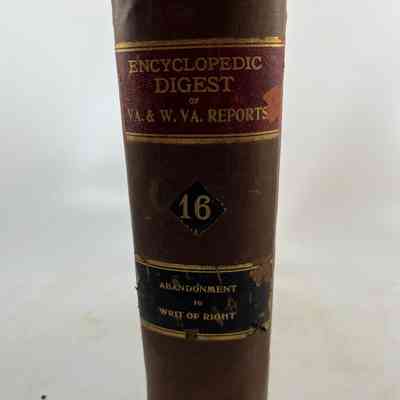 ENCYCLOPEDIC
DIGEST
OF
VA. & W. VA. REPORTS
16
ABANDONMENT
TO
WRIT OF RIGHT